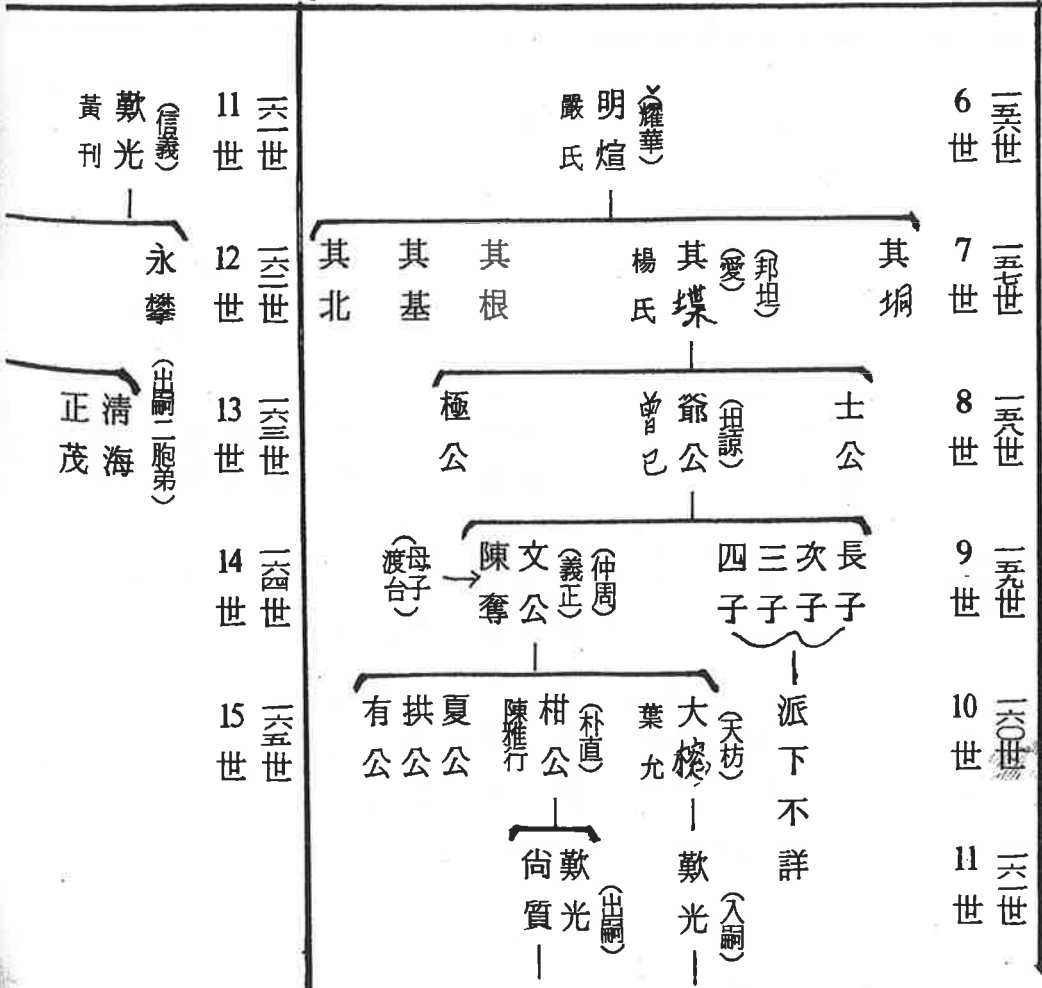 一五六世
6世
(耀華)
明煊
嚴氏
一五七世
7世
其垌
(邦坦)
(愛)
其堞
楊氏
其根
其基
其北
一五八世
8世
士公
(坦諒)
爺公
曾已
極公
一五九世
9世
長子
次子
三子
四子
派下不詳
(仲周)
(義正)
文公
陳奪
(母子渡台)
一六〇世
10世
(天枋)
大
葉允
(朴直)
柑公
陳雅行
夏公
拱公
有公
一六一世
11世
(入嗣)
歎光
(出嗣)
歎光
尚質
一六一世
11世
(信義)
歎光
黃刊
一六二世
12世
永攀
(出嗣二胞弟)
一六三世
13世
清海
正茂
一六四世
14世
一六五世
15世